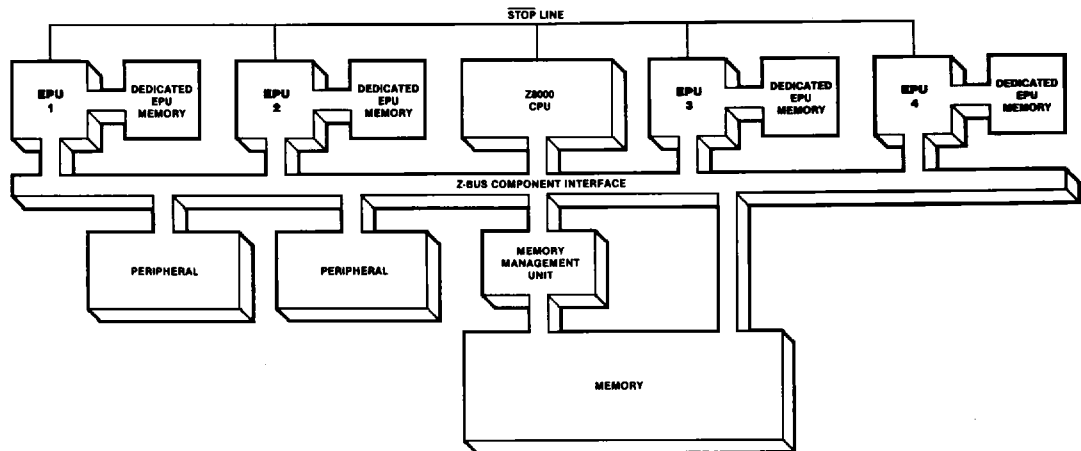 STOP LINE
EPU
1
DEDICATED
EPU
MEMORY
EPU
2
DEDICATED
EPU
MEMORY
Z8000
CPU
EPU
3
DEDICATED
EPU
MEMORY
EPU
4
DEDICATED
EPU
MEMORY
Z-BUS COMPONENT INTERFACE
PERIPHERAL
PERIPHERAL
MEMORY
MANAGEMENT
UNIT
MEMORY